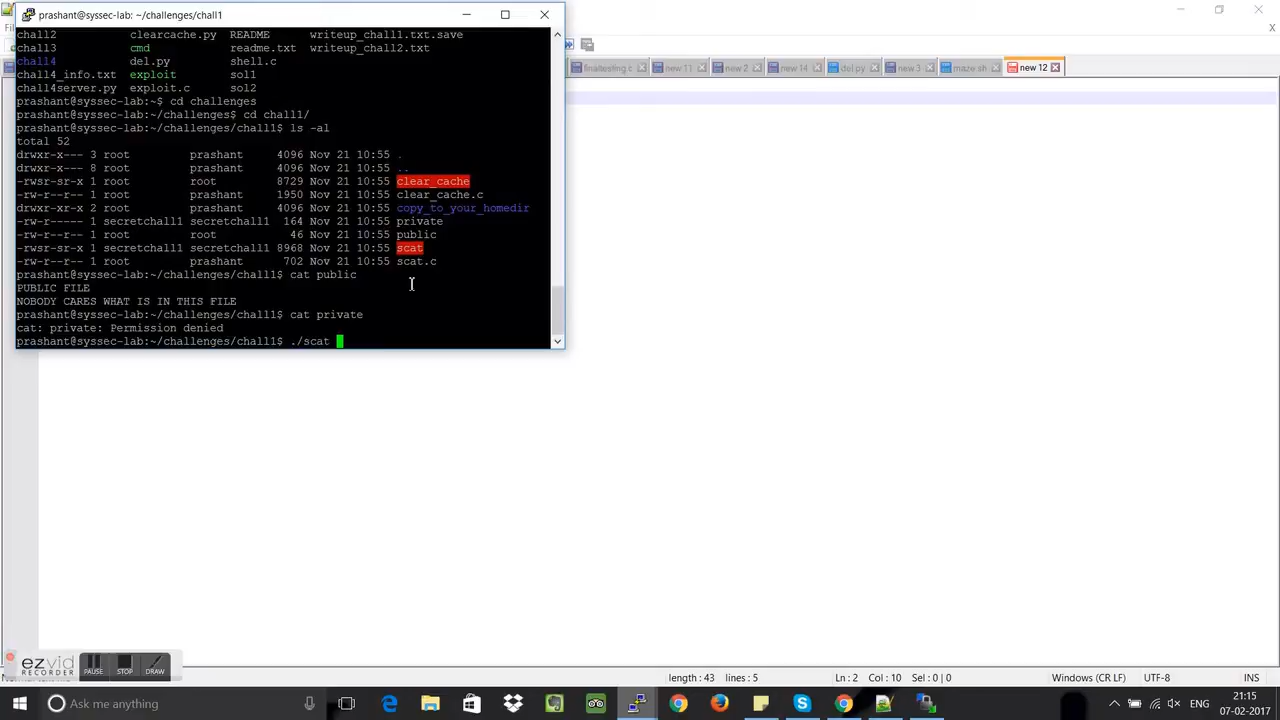 prashant@syssec-lab: ~/challenges/chall1
chall2 clearcache.py README writeup_chall1.txt.save
chall3 cmd readme.txt writeup_chall2.txt
chall4 del.py shell.c
chall4_info.txt exploit sol1
chall4server.py exploit.c sol2
prashant@syssec-lab:~$ cd challenges
prashant@syssec-lab:~/challenges$ cd chall1/
prashant@syssec-lab:~/challenges/chall1$ ls -al
total 52
drwxr-x--- 3 root prashant 4096 Nov 21 10:55 .
drwxr-x--- 8 root prashant 4096 Nov 21 10:55 ..
-rwsr-sr-x 1 root root 8729 Nov 21 10:55 clear_cache
-rw-r--r-- 1 root prashant 1950 Nov 21 10:55 clear_cache.c
drwxr-xr-x 2 root prashant 4096 Nov 21 10:55 copy_to_your_homedir
-rw-r----- 1 secretchall1 secretchall1 164 Nov 21 10:55 private
-rw-r--r-- 1 root root 46 Nov 21 10:55 public
-rwsr-sr-x 1 secretchall1 secretchall1 8968 Nov 21 10:55 scat
-rw-r--r-- 1 root prashant 702 Nov 21 10:55 scat.c
prashant@syssec-lab:~/challenges/chall1$ cat public
PUBLIC FILE
NOBODY CARES WHAT IS IN THIS FILE
prashant@syssec-lab:~/challenges/chall1$ cat private
cat: private: Permission denied
prashant@syssec-lab:~/challenges/chall1$ ./scat
new 11 new 2 new 14 del.py new 3 maze.sh new 12
ezvid
RECORDER
PAUSE STOP DRAW
length : 43 lines : 5 Ln : 2 Col : 10 Sel : 0 | 0 Windows (CR LF) UTF-8 INS
Ask me anything
ENG
21:15
07-02-2017